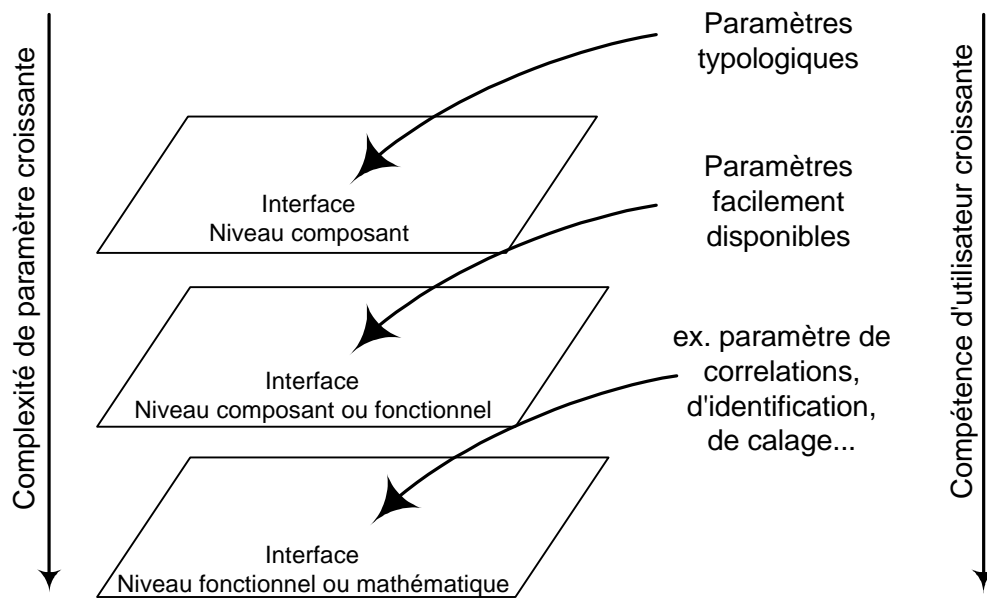 Complexité de paramètre croissante
Paramètres
typologiques
Interface
Niveau composant
Paramètres
facilement
disponibles
Interface
Niveau composant ou fonctionnel
ex. paramètre de
correlations,
d'identification,
de calage...
Interface
Niveau fonctionnel ou mathématique
Compétence d'utilisateur croissante